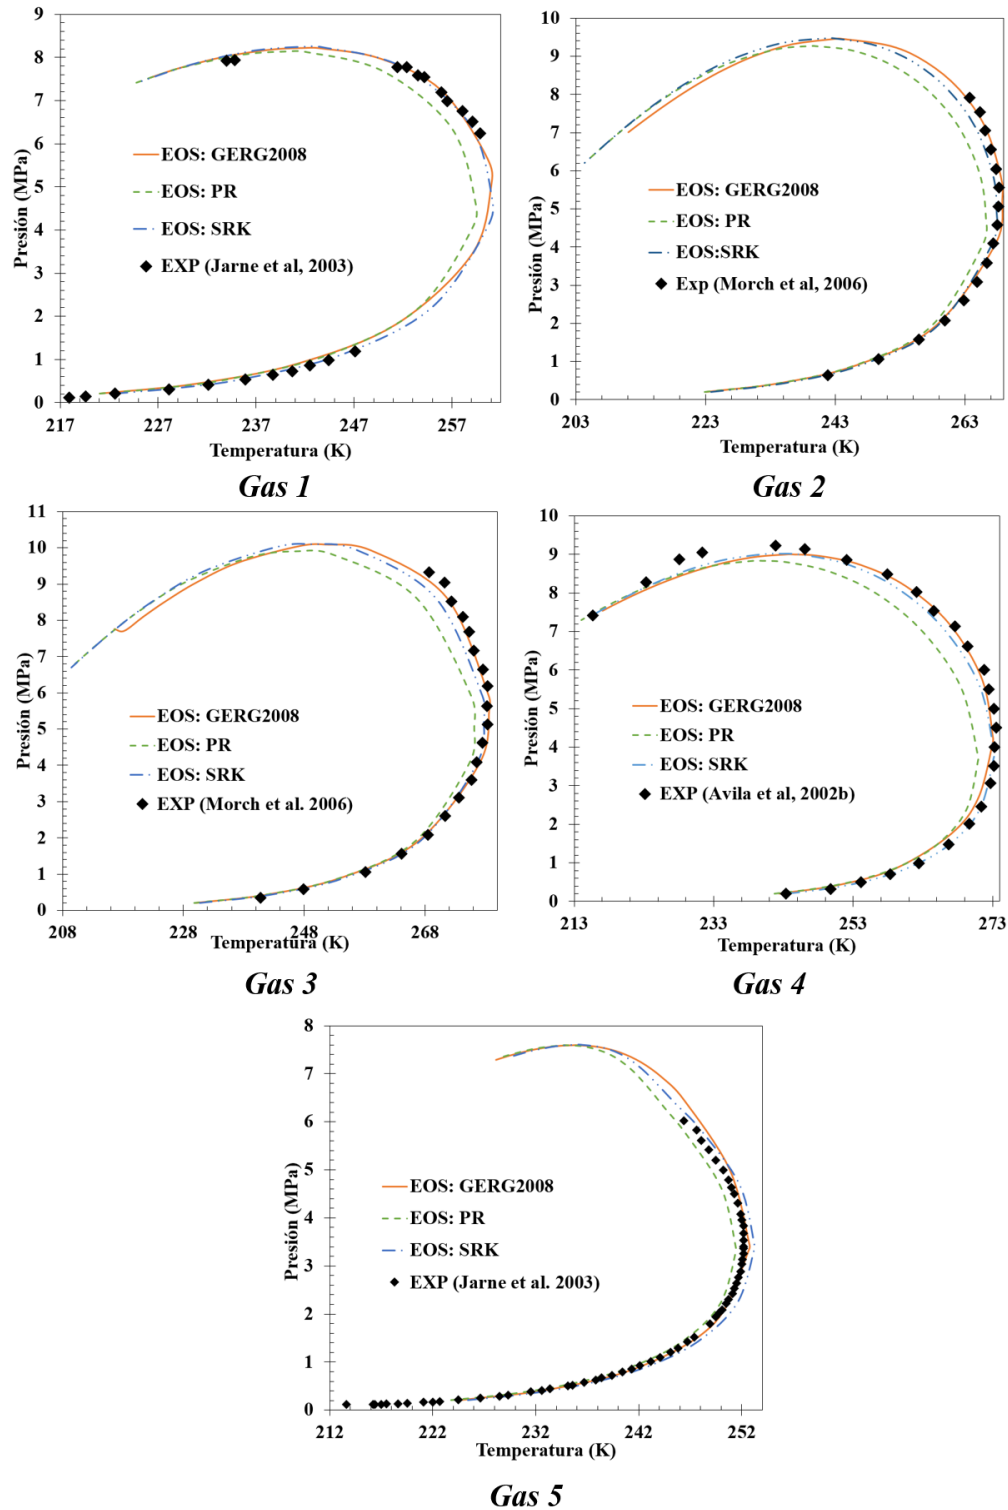 9
8
7
6
5
4
3
2
1
0
Presión (MPa)
EOS: GERG2008
EOS: PR
EOS: SRK
EXP (Jarne et al, 2003)
217 227 237 247 257
Temperatura (K)
Gas 1
10
9
8
7
6
5
4
3
2
1
0
Presión (MPa)
EOS: GERG2008
EOS: PR
EOS:SRK
Exp (Morch et al, 2006)
203 223 243 263
Temperatura (K)
Gas 2
11
10
9
8
7
6
5
4
3
2
1
0
Presión (MPa)
EOS: GERG2008
EOS: PR
EOS: SRK
EXP (Morch et al. 2006)
208 228 248 268
Temperatura (K)
Gas 3
10
9
8
7
6
5
4
3
2
1
0
Presión (MPa)
EOS: GERG2008
EOS: PR
EOS: SRK
EXP (Avila et al, 2002b)
213 233 253 273
Temperatura (K)
Gas 4
8
7
6
5
4
3
2
1
0
Presión (MPa)
EOS: GERG2008
EOS: PR
EOS: SRK
EXP (Jarne et al. 2003)
212 222 232 242 252
Temperatura (K)
Gas 5